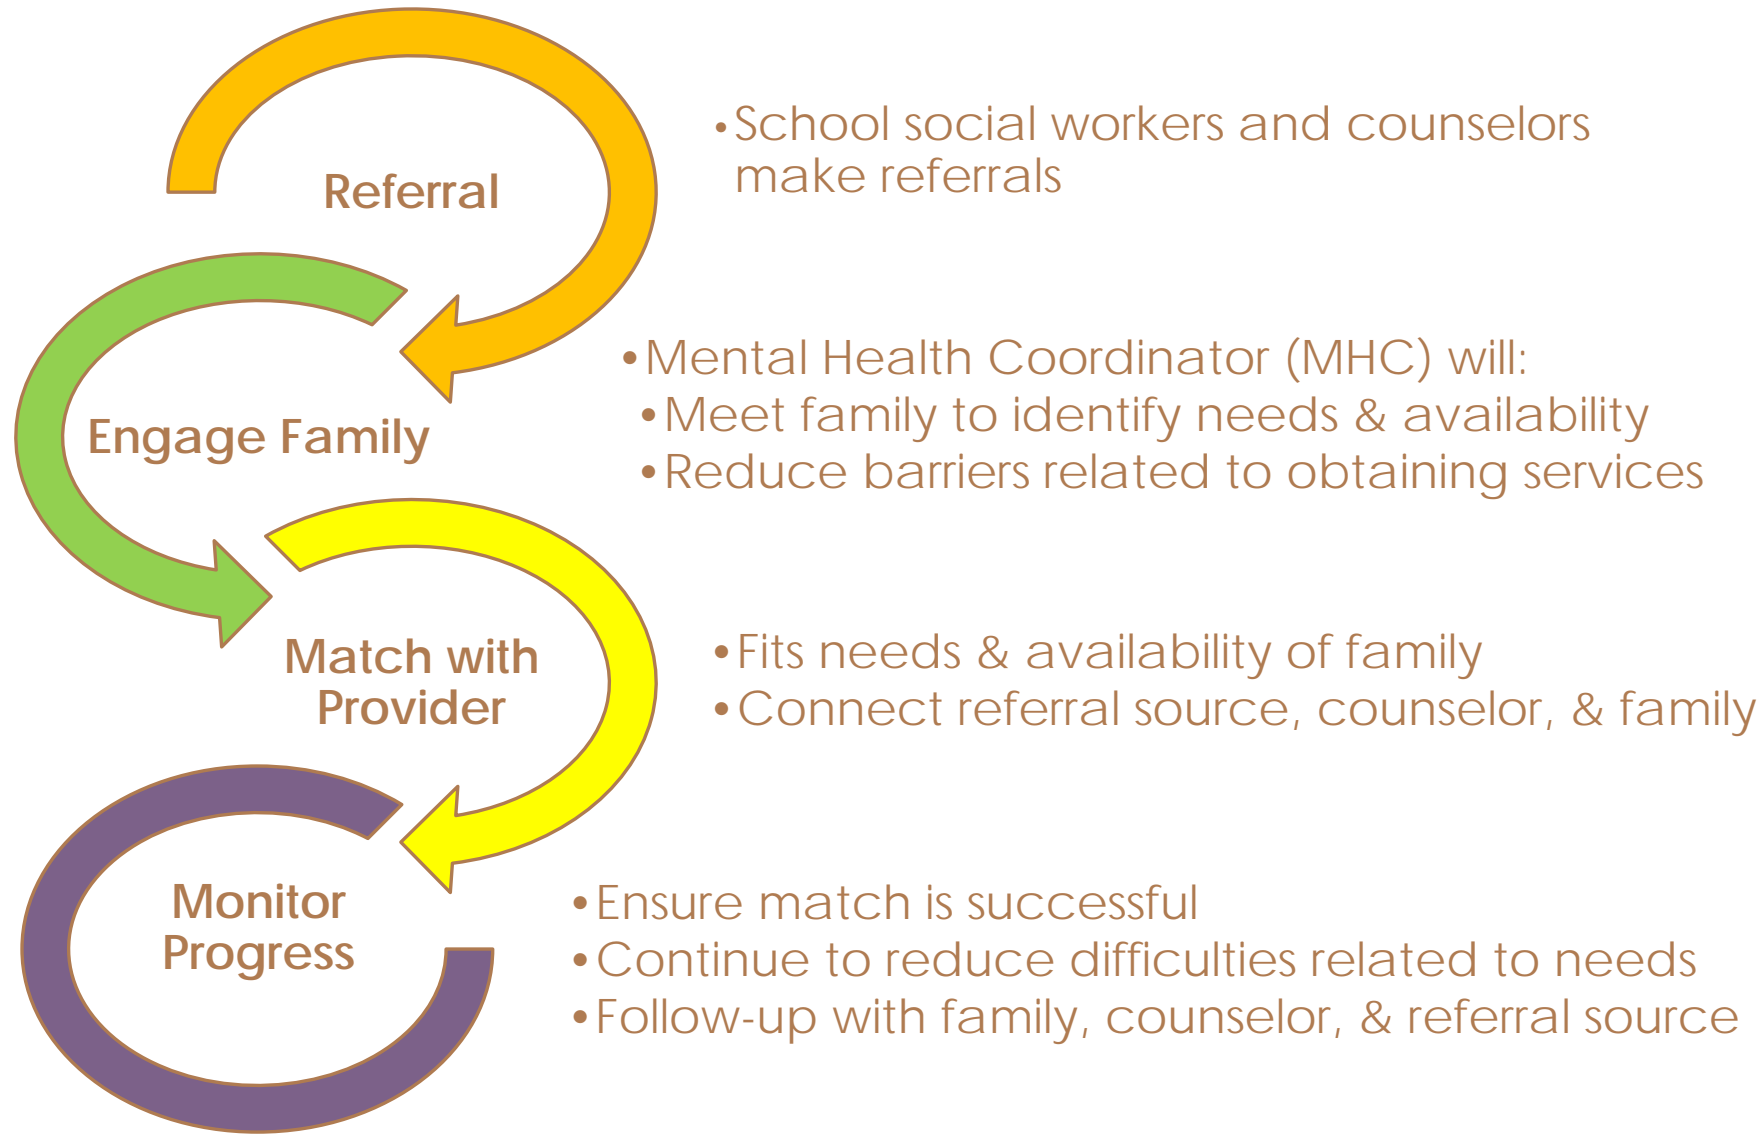 Referral
• School social workers and counselors
make referrals
Engage Family
• Mental Health Coordinator (MHC) will:
• Meet family to identify needs & availability
• Reduce barriers related to obtaining services
Match with
Provider
• Fits needs & availability of family
• Connect referral source, counselor, & family
Monitor
Progress
• Ensure match is successful
• Continue to reduce difficulties related to needs
• Follow-up with family, counselor, & referral source